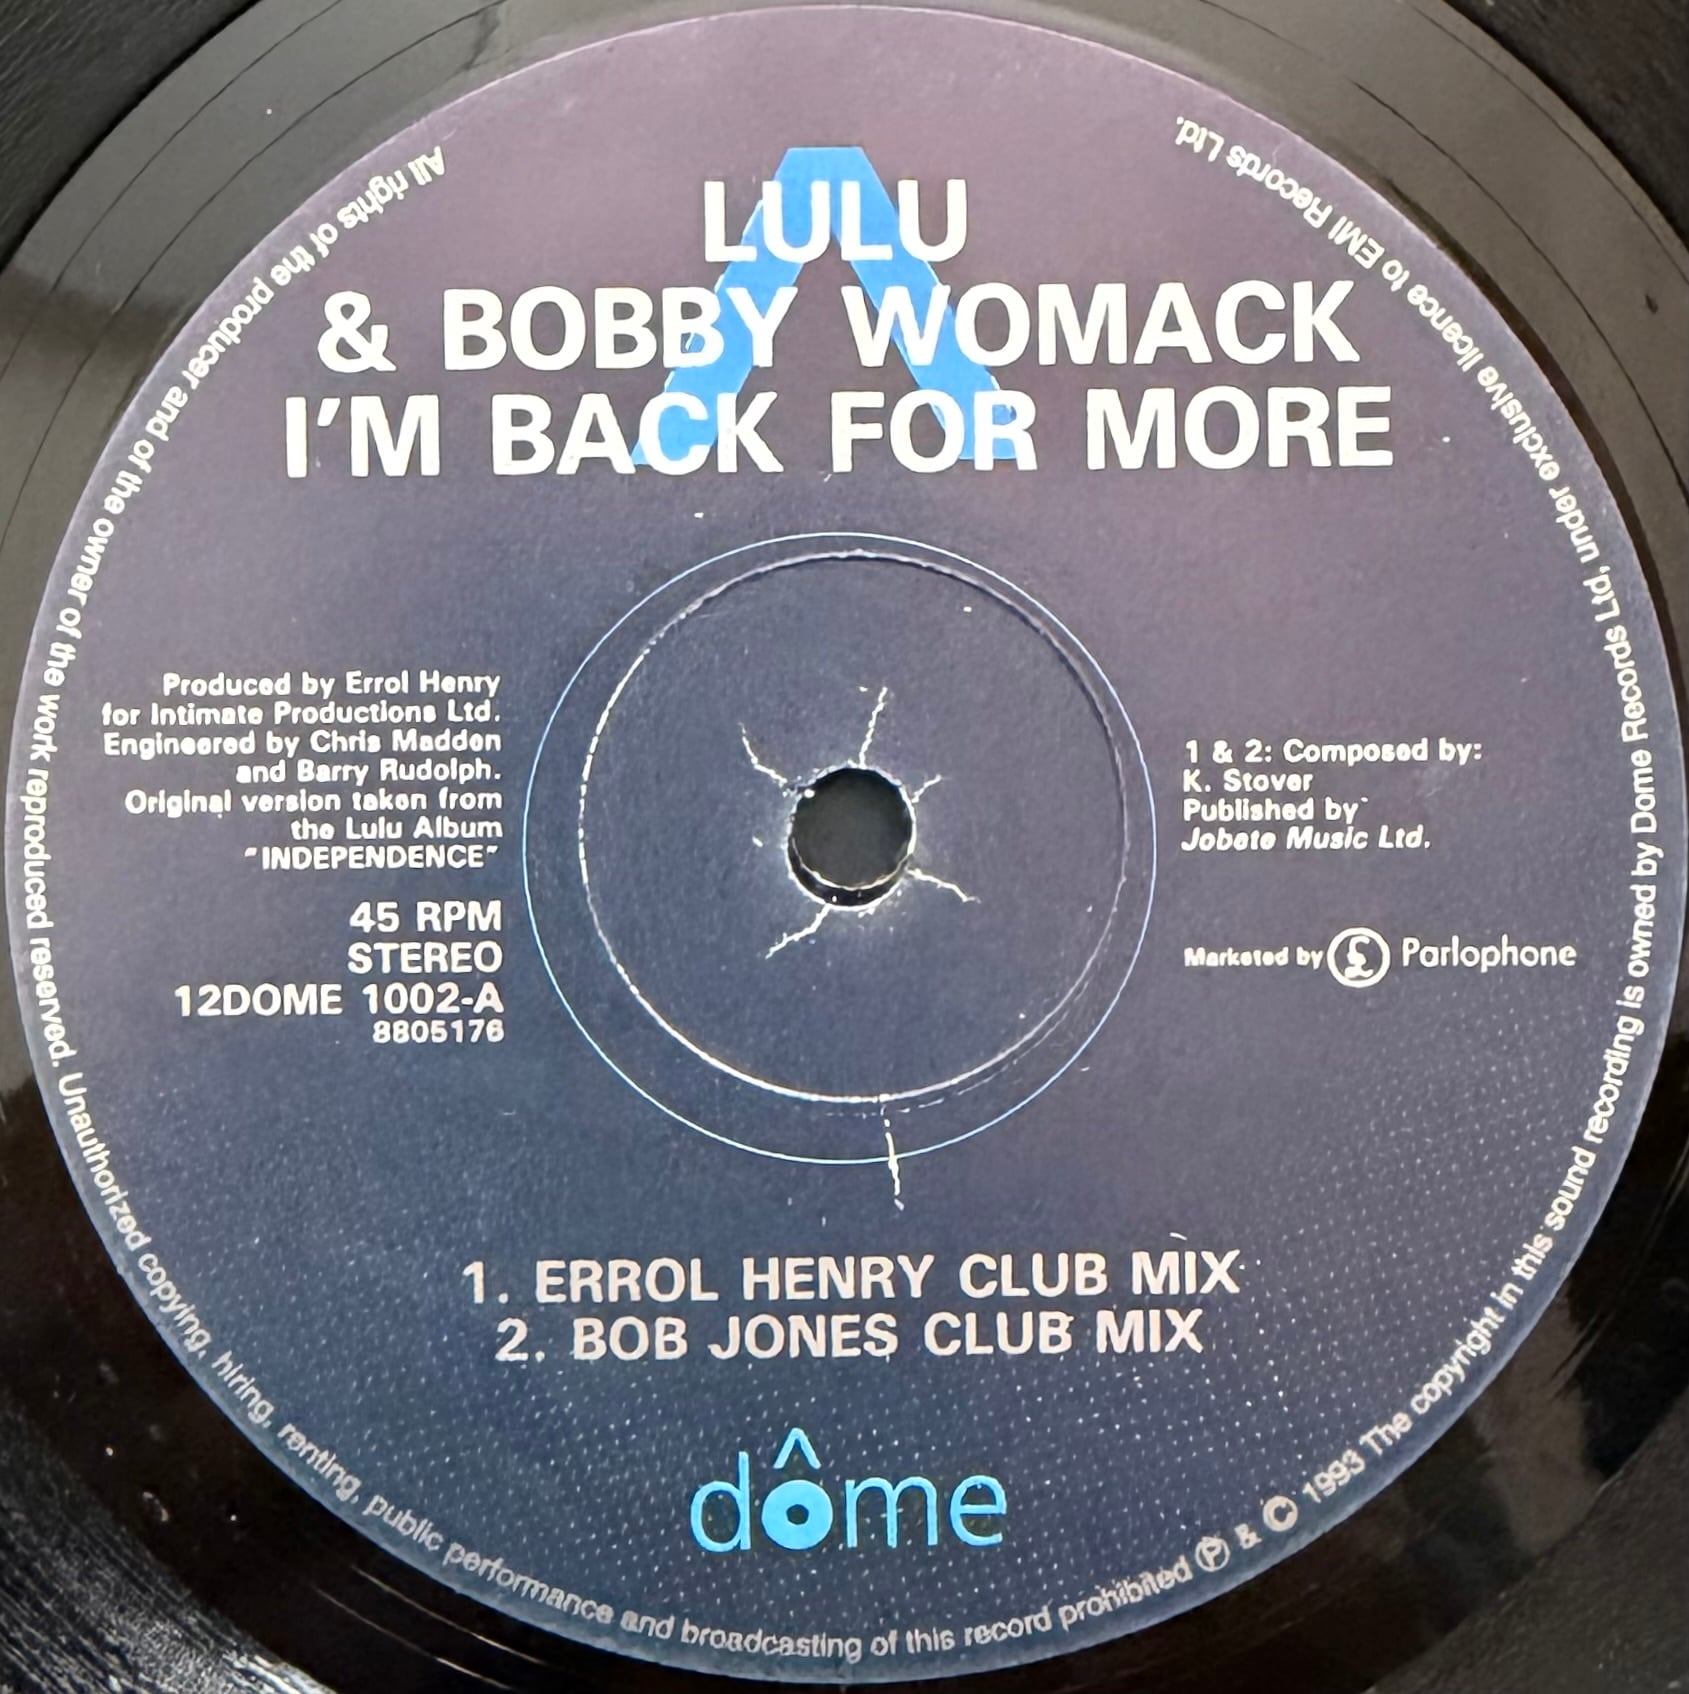 LULU
& BOBBY WOMACK
I'M BACK FOR MORE
Produced by Errol Henry
for Intimate Productions Ltd.
Engineered by Chris Madden
and Barry Rudolph.
Original version taken from
the Lulu Album
"INDEPENDENCE"
45 RPM
STEREO
12DOME 1002-A
8805176
1 & 2: Composed by:
K. Stover
Published by
Jobete Music Ltd.
Marketed by £ Parlophone
1. ERROL HENRY CLUB MIX
2. BOB JONES CLUB MIX
dôme
All rights of the producer and of the owner of the work reproduced reserved. Unauthorized copying, hiring, renting, public performance and broadcasting of this record prohibited ℗ & © 1993 The copyright in this sound recording is owned by Dome Records Ltd, under exclusive licence to EMI Records Ltd.